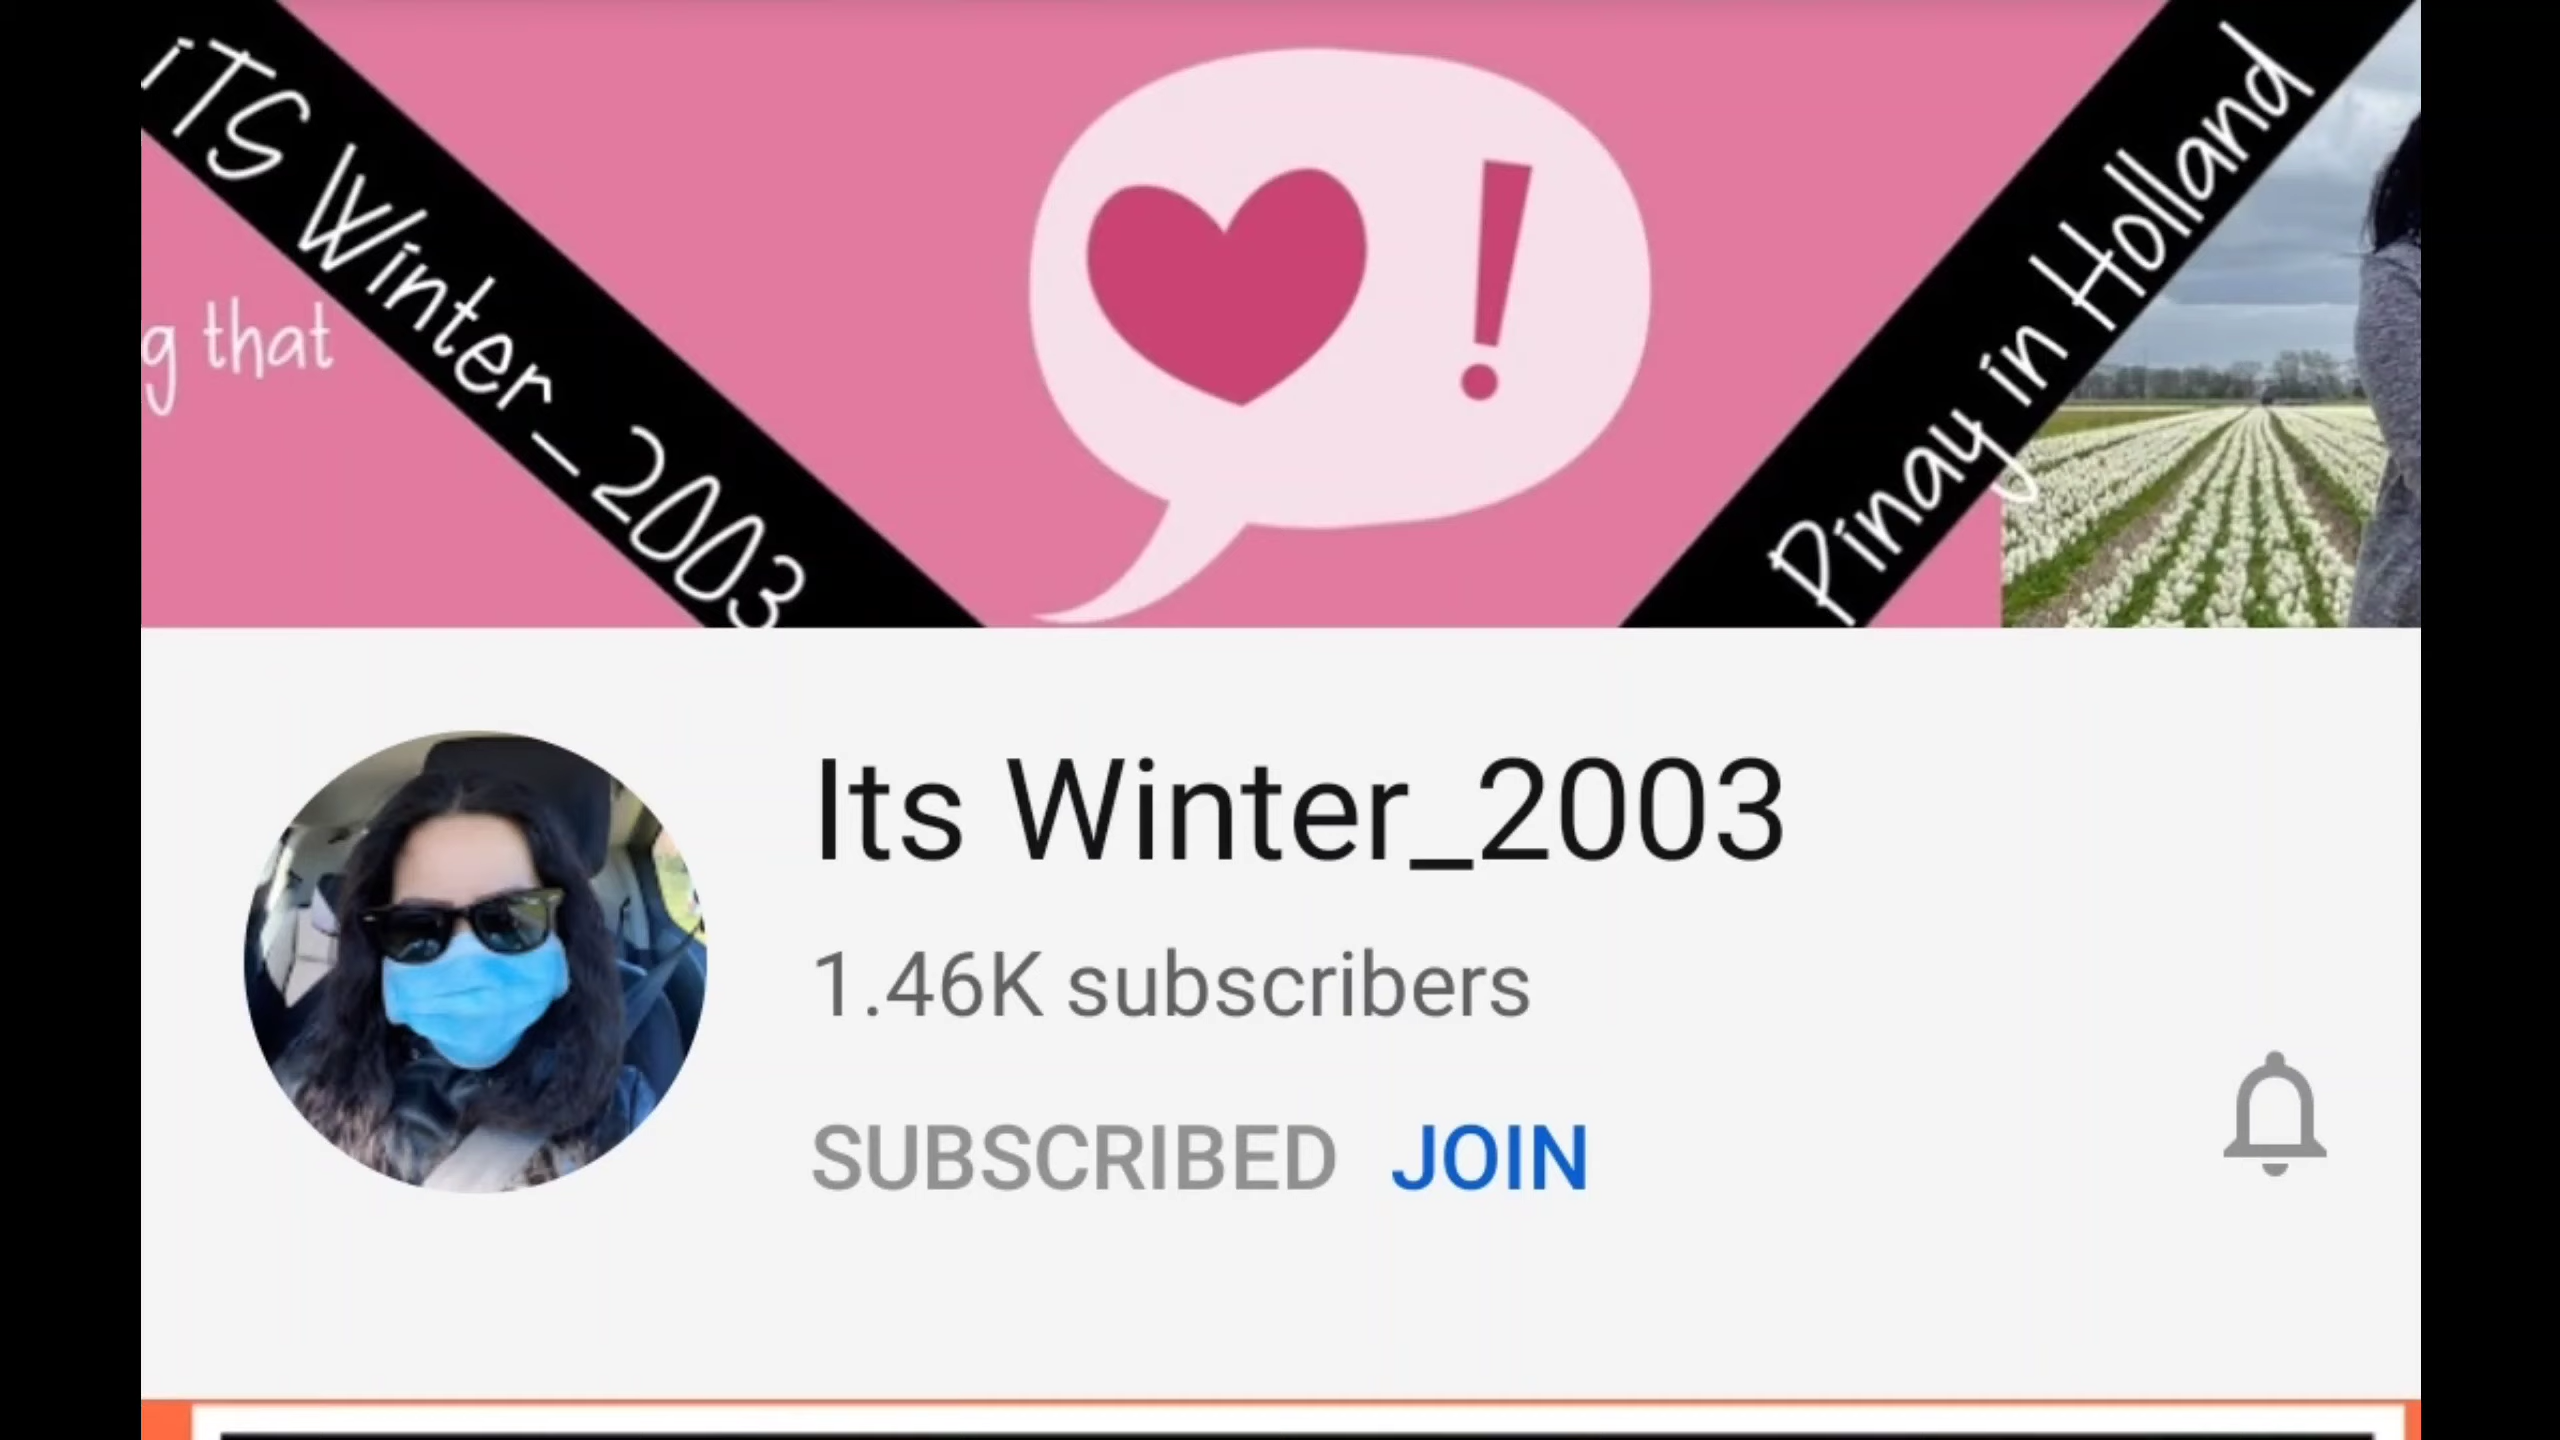 iTS Winter_2003
g that
!
Pinay in Holland
Its Winter_2003
1.46K subscribers
SUBSCRIBED JOIN